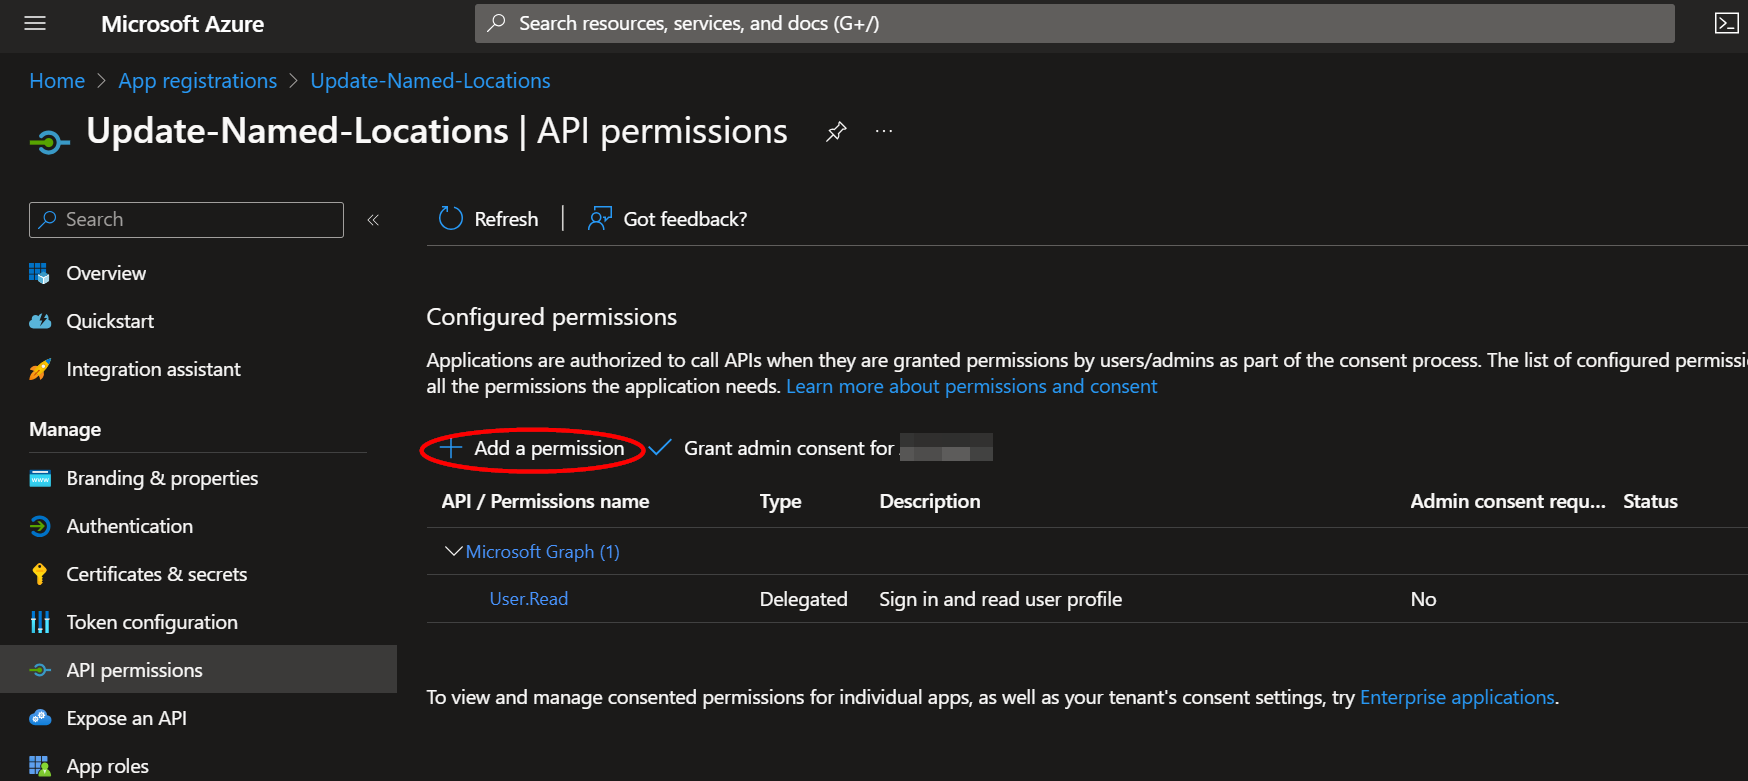 Microsoft Azure
Search resources, services, and docs (G+/)
Home > App registrations > Update-Named-Locations
Update-Named-Locations | API permissions
Search
Overview
Quickstart
Integration assistant
Manage
Branding & properties
Authentication
Certificates & secrets
Token configuration
API permissions
Expose an API
App roles
Refresh | Got feedback?
Configured permissions
Applications are authorized to call APIs when they are granted permissions by users/admins as part of the consent process. The list of configured
all the permissions the application needs. Learn more about permissions and consent
Add a permission Grant admin consent for
API / Permissions name Type Description Admin consent requ... Status
Microsoft Graph (1)
User.Read Delegated Sign in and read user profile No
To view and manage consented permissions for individual apps, as well as your tenant's consent settings, try Enterprise applications.